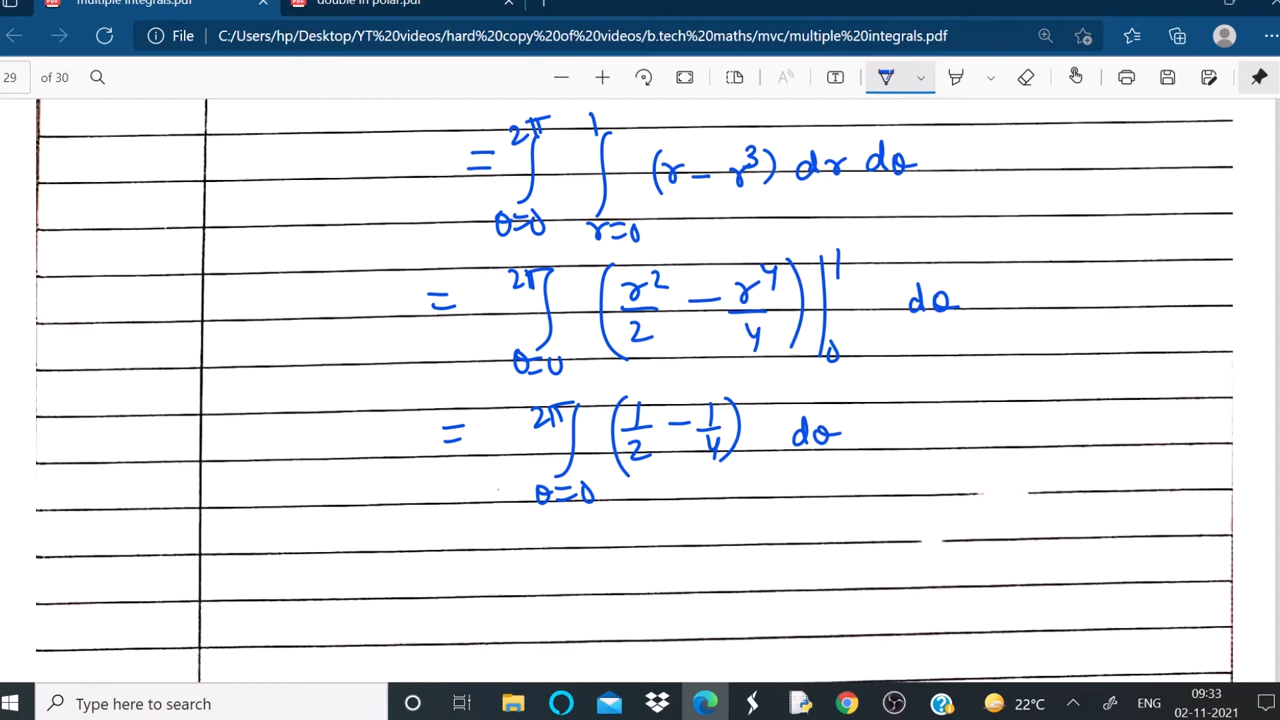 multiple integrals.pdf double in polar.pdf
File C:/Users/hp/Desktop/YT%20videos/hard%20copy%20of%20videos/b.tech%20maths/mvc/multiple%20integrals.pdf
29 of 30
= ∫_{θ=0}^{2π} ∫_{r=0}^{1} (r - r³) dr dθ
= ∫_{θ=0}^{2π} (r²/2 - r⁴/4) |_0^1 dθ
= ∫_{θ=0}^{2π} (1/2 - 1/4) dθ
Type here to search 22°C ENG 09:33
02-11-2021